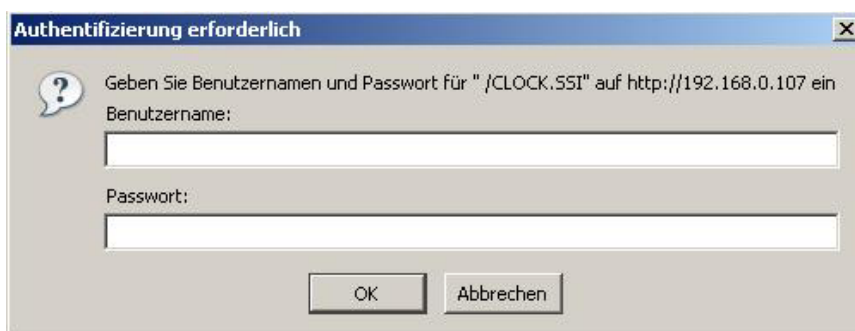 Authentifizierung erforderlich
Geben Sie Benutzernamen und Passwort für " /CLOCK.SSI" auf http://192.168.0.107 ein
Benutzername:
Passwort:
OK
Abbrechen